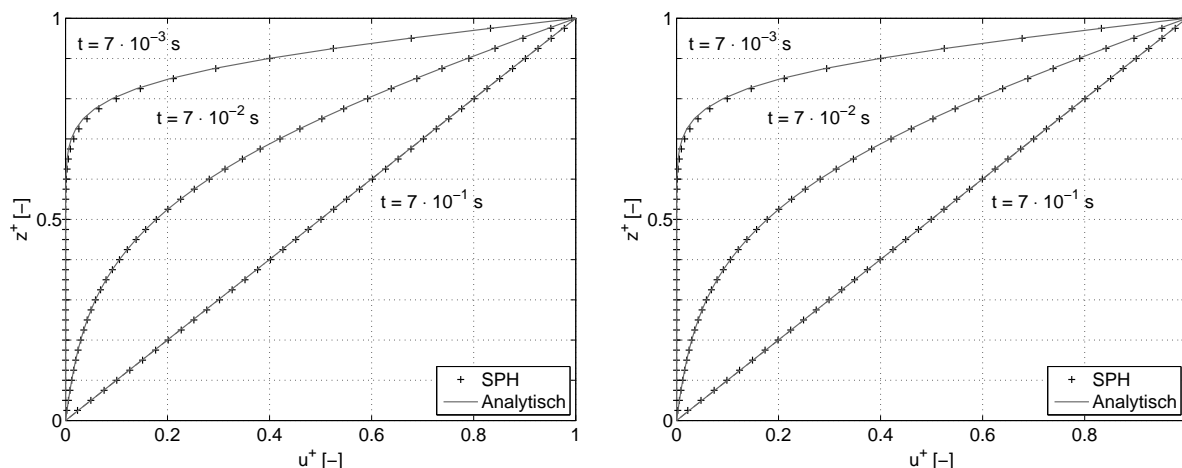 1
t = 7 · 10⁻³ s
t = 7 · 10⁻² s
t = 7 · 10⁻¹ s
0.5
z⁺ [–]
SPH
Analytisch
0
0 0.2 0.4 0.6 0.8 1
u⁺ [–]
1
t = 7 · 10⁻³ s
t = 7 · 10⁻² s
t = 7 · 10⁻¹ s
0.5
z⁺ [–]
SPH
Analytisch
0
0 0.2 0.4 0.6 0.8
u⁺ [–]